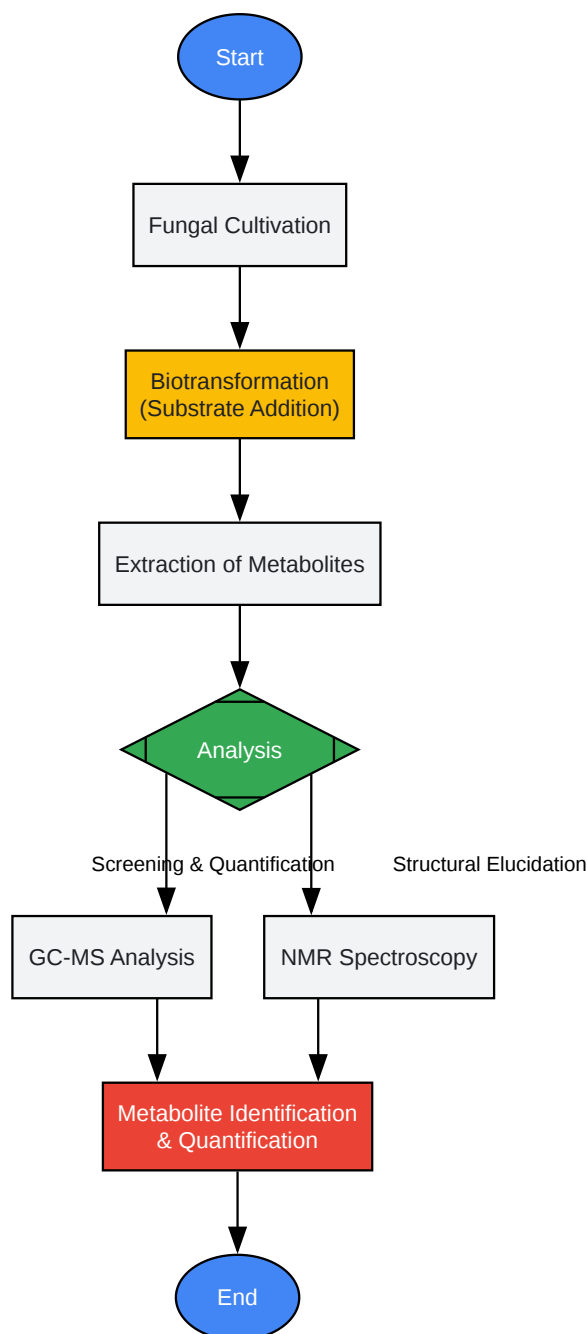 Start
Fungal Cultivation
Biotransformation
(Substrate Addition)
Extraction of Metabolites
Analysis
Screening & Quantification
Structural Elucidation
GC-MS Analysis
NMR Spectroscopy
Metabolite Identification
& Quantification
End